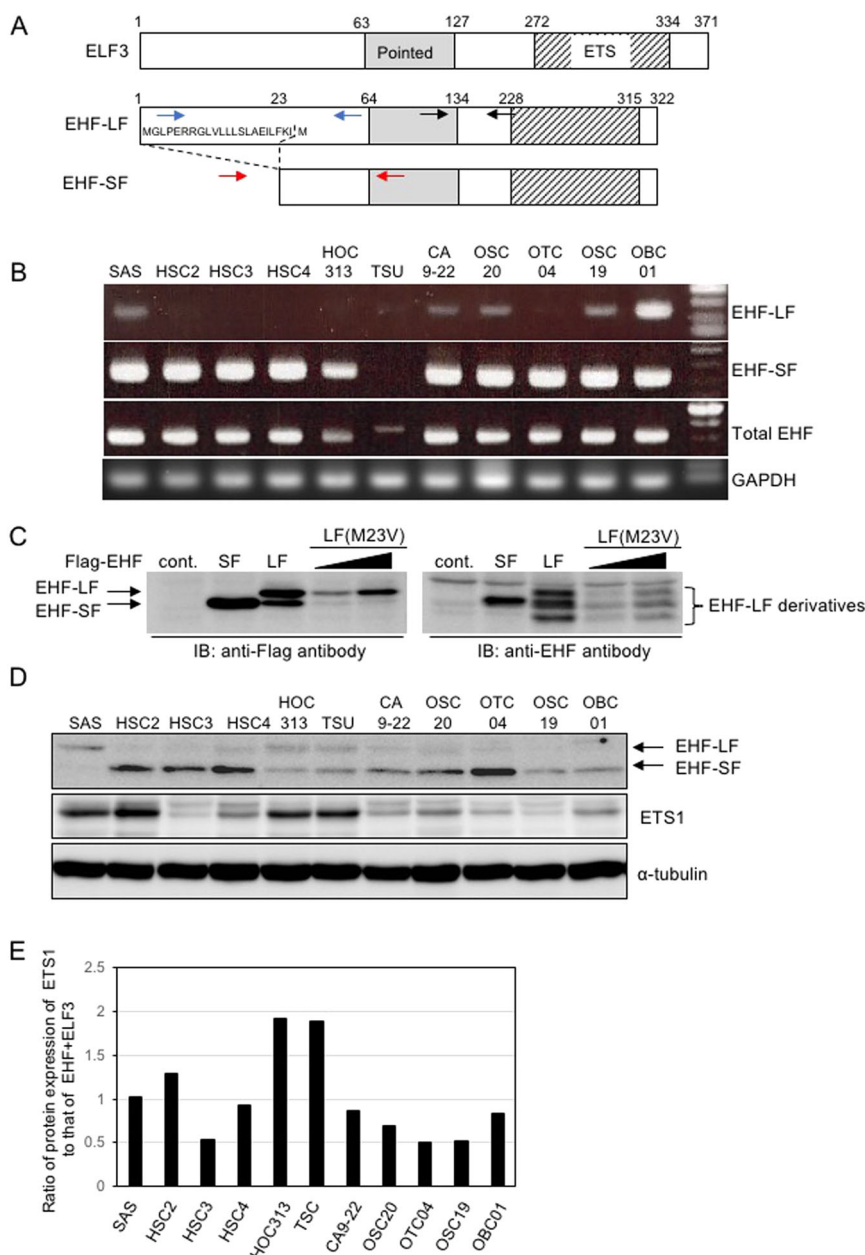 A
1 63 127 272 334 371
ELF3 Pointed ETS
1 23 64 134 228 315 322
EHF-LF MGLPERRGLVLLLSLAEILFKI M
EHF-SF
B
SAS HSC2 HSC3 HSC4 HOC 313 TSU CA 9-22 OSC 20 OTC 04 OSC 19 OBC 01
EHF-LF
EHF-SF
Total EHF
GAPDH
C
LF(M23V) LF(M23V)
Flag-EHF cont. SF LF cont. SF LF
EHF-LF
EHF-SF
EHF-LF derivatives
IB: anti-Flag antibody IB: anti-EHF antibody
D
SAS HSC2 HSC3 HSC4 HOC 313 TSU CA 9-22 OSC 20 OTC 04 OSC 19 OBC 01
EHF-LF
EHF-SF
ETS1
α-tubulin
E
Ratio of protein expression of ETS1
to that of EHF+ELF3
2.5
2
1.5
1
0.5
0
SAS HSC2 HSC3 HSC4 HOC313 TSC CA9-22 OSC20 OTC04 OSC19 OBC01